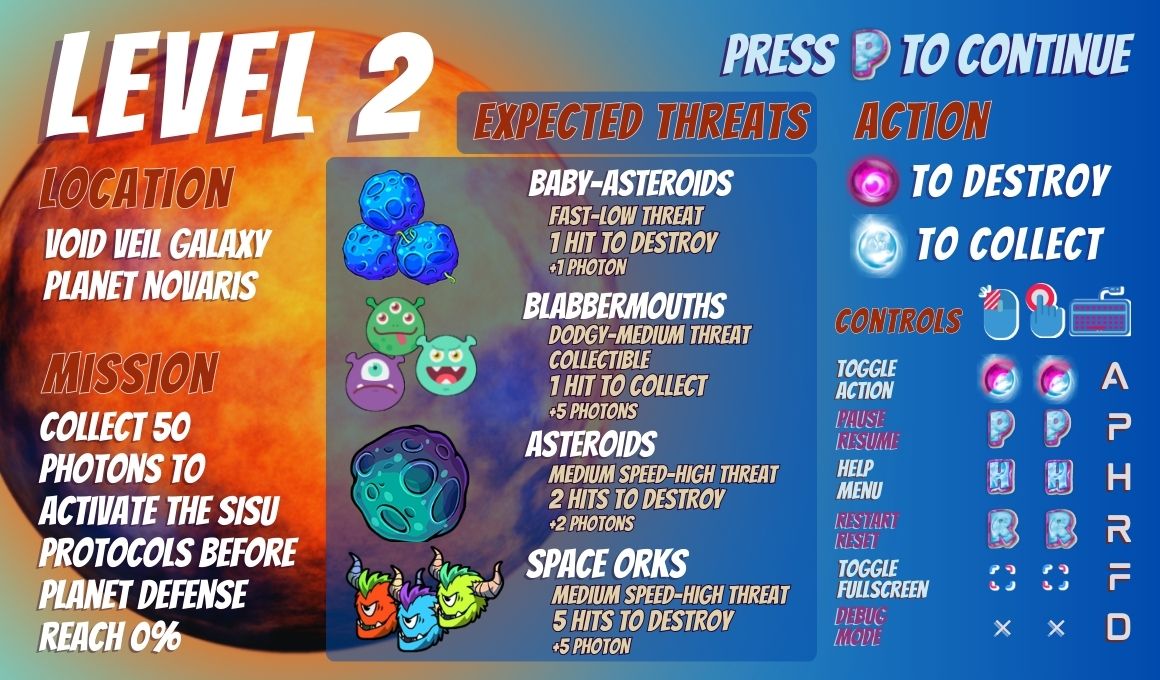 LEVEL 2
PRESS P TO CONTINUE
LOCATION
VOID VEIL GALAXY
PLANET NOVARIS
MISSION
COLLECT 50
PHOTONS TO
ACTIVATE THE SISU
PROTOCOLS BEFORE
PLANET DEFENSE
REACH 0%
EXPECTED THREATS
BABY-ASTEROIDS
FAST-LOW THREAT
1 HIT TO DESTROY
+1 PHOTON
BLABBERMOUTHS
DODGY-MEDIUM THREAT
COLLECTIBLE
1 HIT TO COLLECT
+5 PHOTONS
ASTEROIDS
MEDIUM SPEED-HIGH THREAT
2 HITS TO DESTROY
+2 PHOTONS
SPACE ORKS
MEDIUM SPEED-HIGH THREAT
5 HITS TO DESTROY
+5 PHOTON
ACTION
TO DESTROY
TO COLLECT
CONTROLS
TOGGLE
ACTION
A
PAUSE
RESUME
P P P
HELP
MENU
H H H
RESTART
RESET
R R R
TOGGLE
FULLSCREEN
F
DEBUG
MODE
× × D